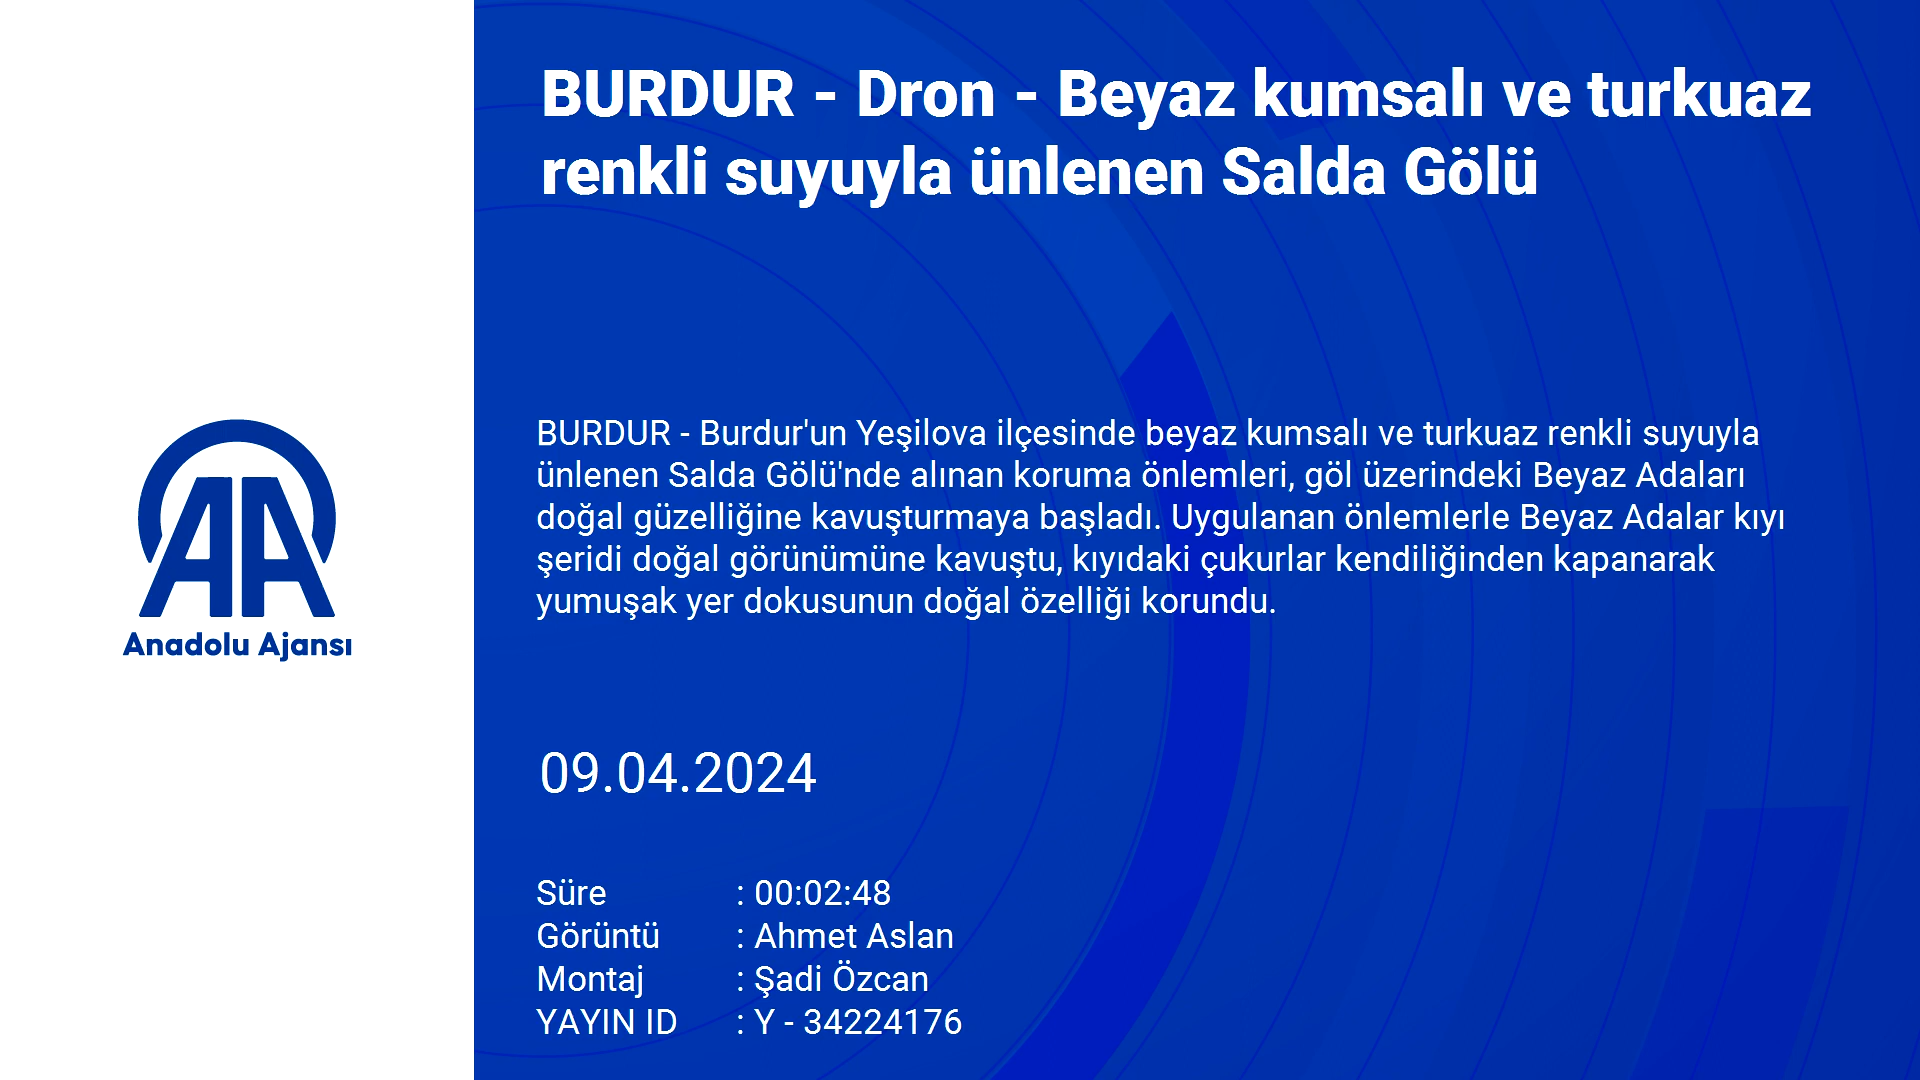 BURDUR - Dron - Beyaz kumsalı ve turkuaz
renkli suyuyla ünlenen Salda Gölü
BURDUR - Burdur'un Yeşilova ilçesinde beyaz kumsalı ve turkuaz renkli suyuyla
ünlenen Salda Gölü'nde alınan koruma önlemleri, göl üzerindeki Beyaz Adaları
doğal güzelliğine kavuşturmaya başladı. Uygulanan önlemlerle Beyaz Adalar kıyı
şeridi doğal görünümüne kavuştu, kıyıdaki çukurlar kendiliğinden kapanarak
yumuşak yer dokusunun doğal özelliği korundu.
AA
Anadolu Ajansı
09.04.2024
Süre : 00:02:48
Görüntü : Ahmet Aslan
Montaj : Şadi Özcan
YAYIN ID : Y - 34224176